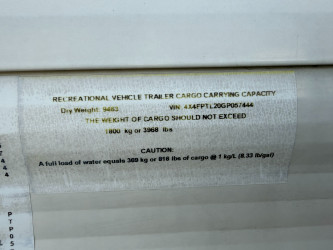 RECREATIONAL VEHICLE TRAILER CARGO CARRYING CAPACITY
Dry Weight: 9483 VIN: 4X4FPTL20GP057444
THE WEIGHT OF CARGO SHOULD NOT EXCEED
1800 kg or 3968 lbs
CAUTION:
A full load of water equals 369 kg or 816 lbs of cargo @ 1 kg/L (8.33 lb/gal)